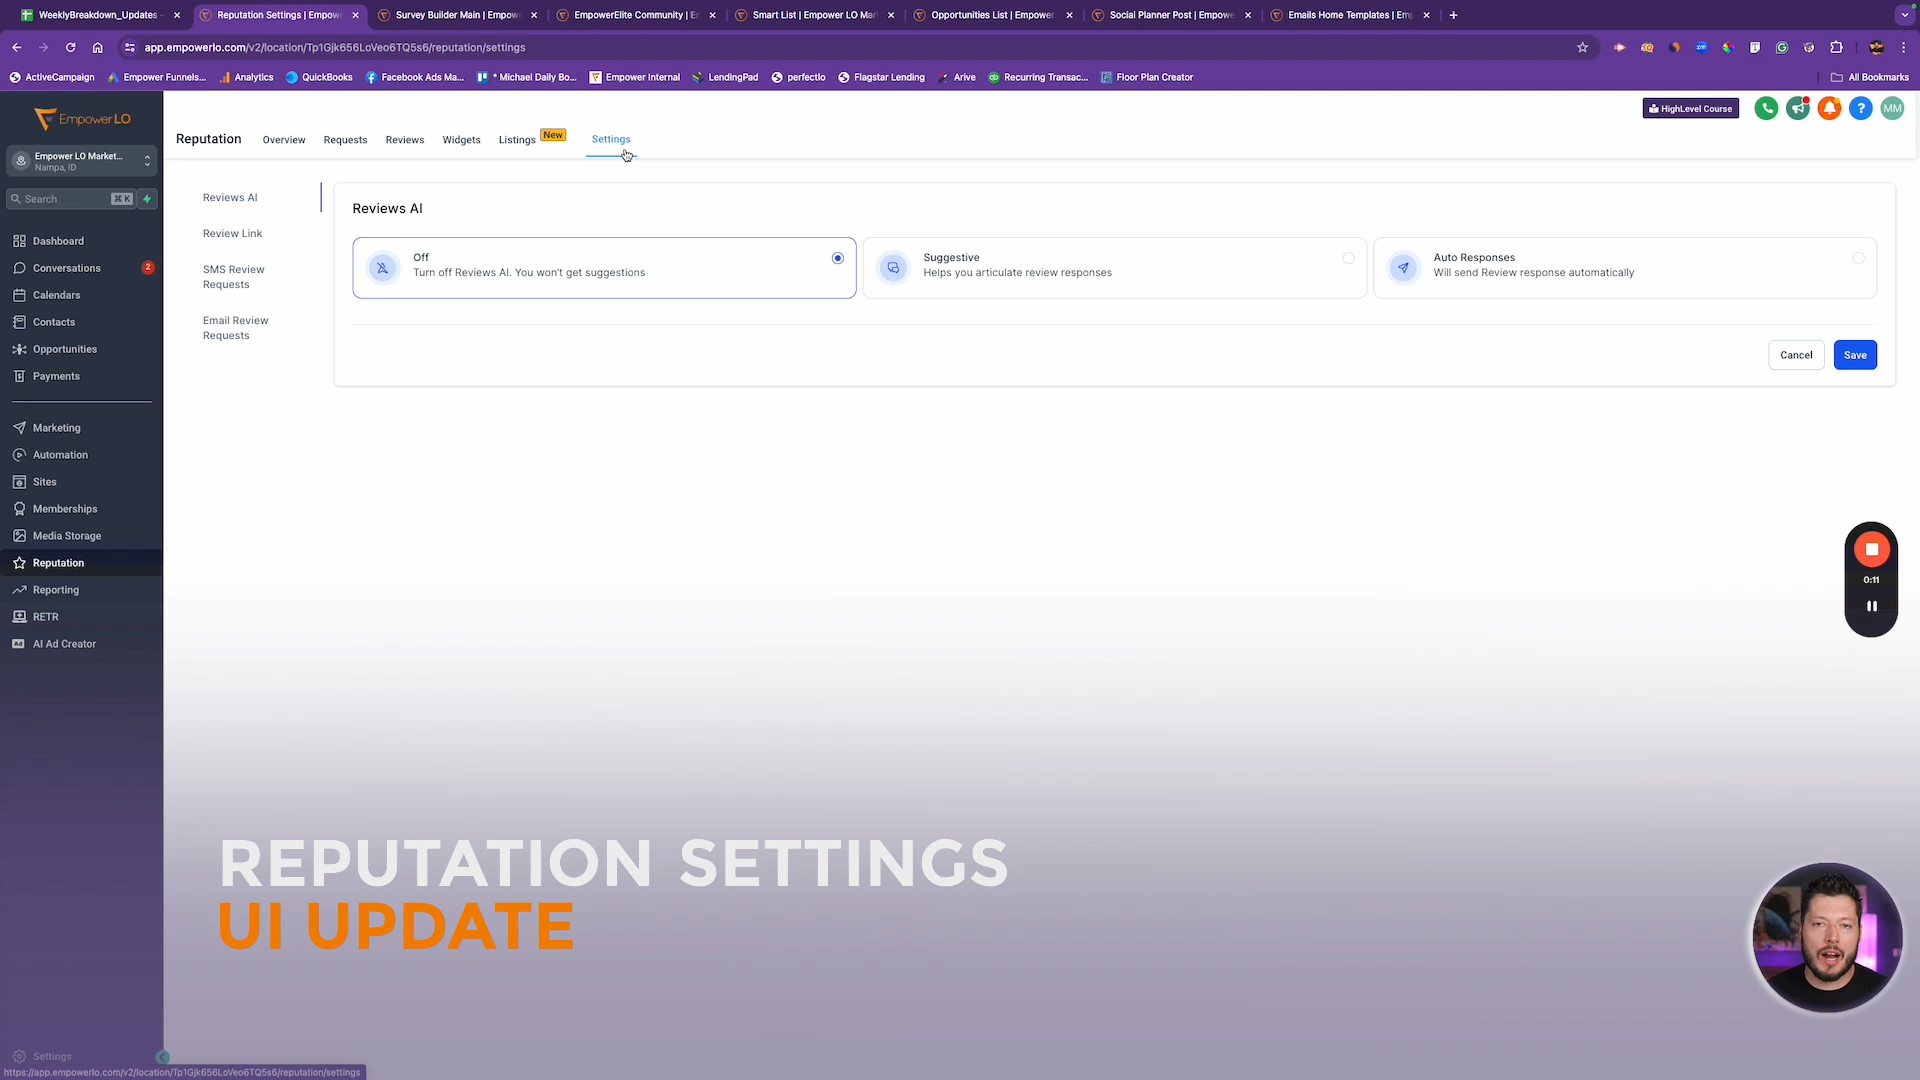 WeeklyBreakdown_Updates
Reputation Settings | Empow
Survey Builder Main | Empow
EmpowerElite Community | E
Smart List | Empower LO Mar
Opportunities List | Empower
Social Planner Post | Empowe
Emails Home Templates | Emp
app.empowerlo.com/v2/location/Tp1Gjk656LoVeo6TQ5s6/reputation/settings
ActiveCampaign
Empower Funnels...
Analytics
QuickBooks
Facebook Ads Ma...
* Michael Daily Bo...
Empower Internal
LendingPad
perfectlo
Flagstar Lending
Arive
Recurring Transac...
Floor Plan Creator
All Bookmarks
Empower LO
Empower LO Market...
Nampa, ID
Search
⌘ K
Dashboard
Conversations
2
Calendars
Contacts
Opportunities
Payments
Marketing
Automation
Sites
Memberships
Media Storage
Reputation
Reporting
RETR
AI Ad Creator
Settings
https://app.empowerlo.com/v2/location/Tp1Gjk656LoVeo6TQ5s6/reputation/settings
HighLevel Course
?
MM
Reputation
Overview
Requests
Reviews
Widgets
Listings
New
Settings
Reviews AI
Review Link
SMS Review
Requests
Email Review
Requests
Reviews AI
Off
Turn off Reviews AI. You won't get suggestions
Suggestive
Helps you articulate review responses
Auto Responses
Will send Review response automatically
Cancel
Save
0:11
REPUTATION SETTINGS
UI UPDATE